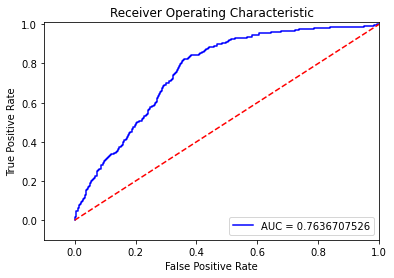 Receiver Operating Characteristic
1.0
0.8
0.6
0.4
0.2
0.0
True Positive Rate
AUC = 0.7636707526
0.0 0.2 0.4 0.6 0.8 1.0
False Positive Rate